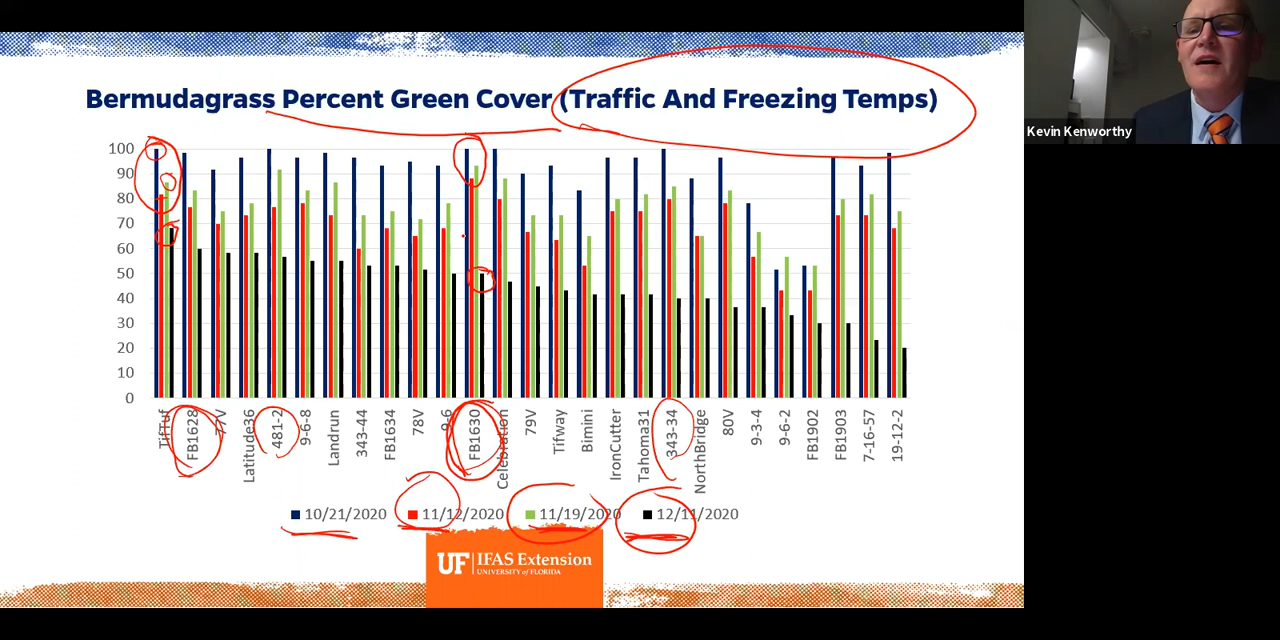 Bermudagrass Percent Green Cover (Traffic And Freezing Temps)
Kevin Kenworthy
100
90
80
70
60
50
40
30
20
10
0
TifTuf
FB1628
77V
Latitude36
481-2
9-6-8
Landrun
343-44
FB1634
78V
9-6
FB1630
Celebration
79V
Tifway
Bimini
IronCutter
Tahoma31
343-34
NorthBridge
80V
9-3-4
9-6-2
FB1902
FB1903
7-16-57
19-12-2
10/21/2020 11/12/2020 11/19/2020 12/11/2020
UF IFAS Extension
UNIVERSITY of FLORIDA